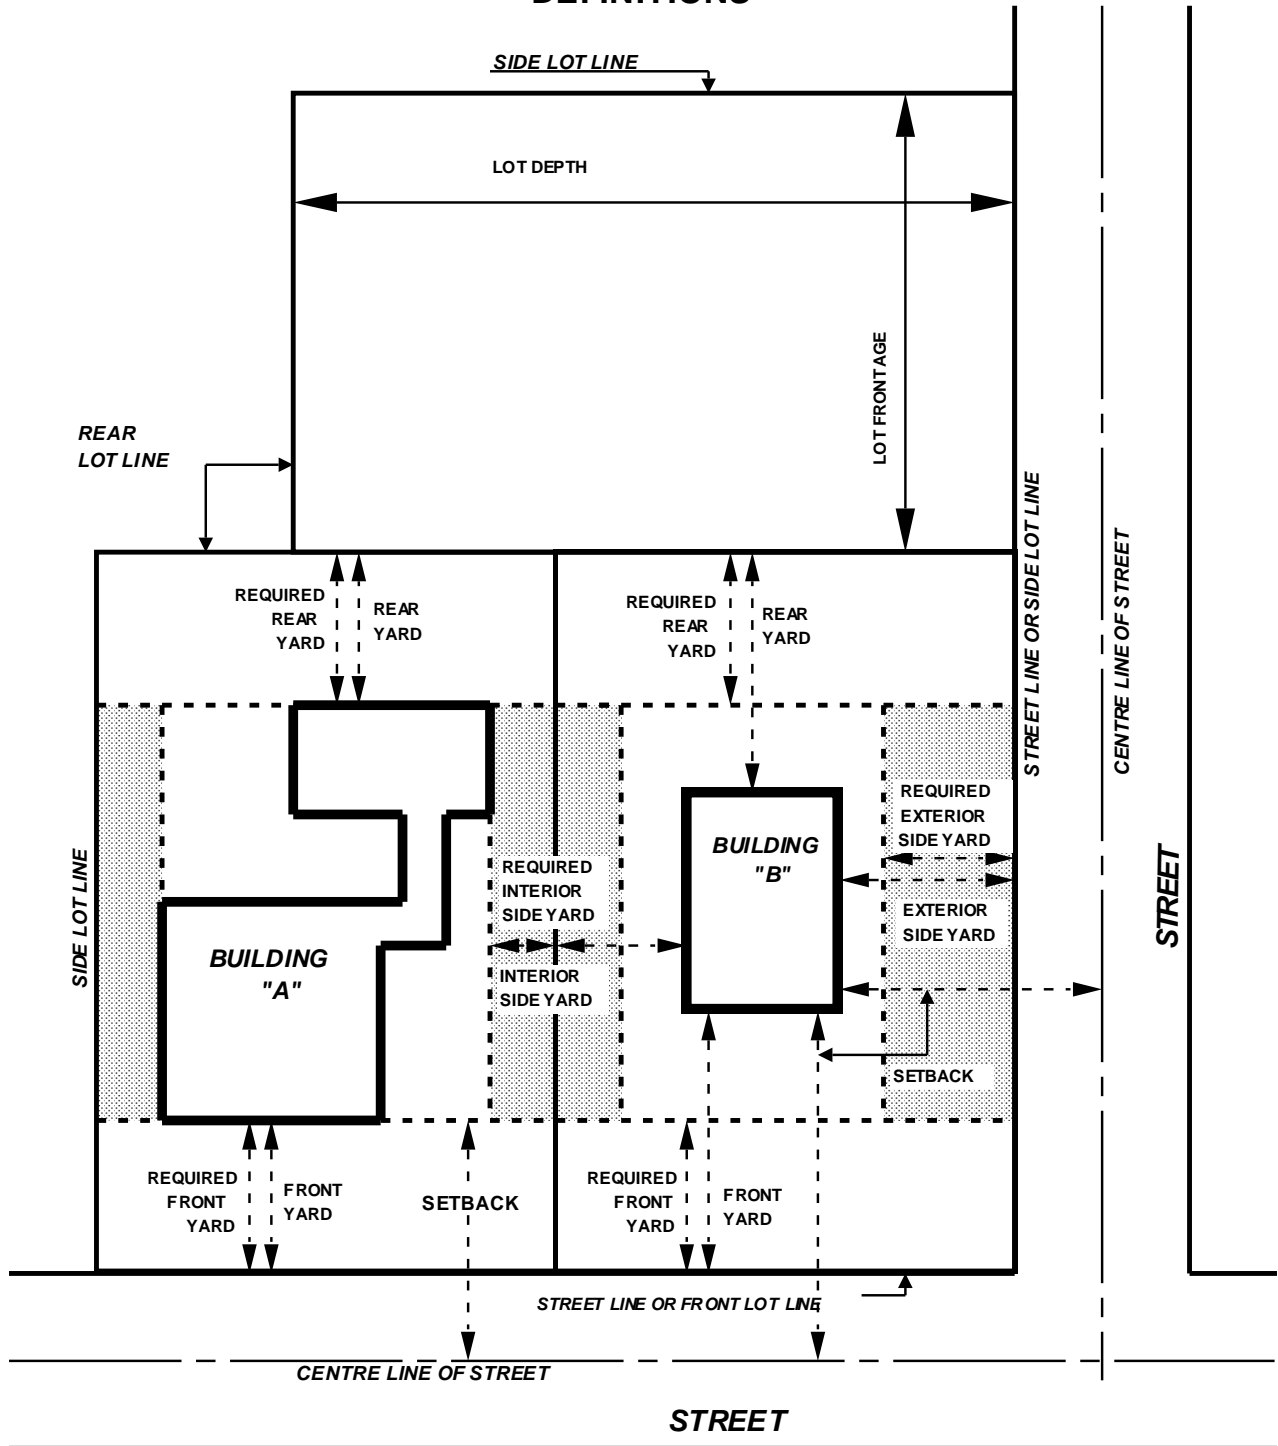 DEFINITIONS
SIDE LOT LINE
LOT DEPTH
LOT FRONTAGE
REAR
LOT LINE
STREET LINE OR SIDE LOT LINE
CENTRE LINE OF STREET
REQUIRED
REAR
YARD
REAR
YARD
REQUIRED
REAR
YARD
REAR
YARD
REQUIRED
EXTERIOR
SIDE YARD
BUILDING
"B"
SIDE LOT LINE
REQUIRED
INTERIOR
SIDE YARD
STREET
EXTERIOR
SIDE YARD
BUILDING
"A"
INTERIOR
SIDE YARD
SETBACK
REQUIRED
FRONT
YARD
FRONT
YARD
SETBACK
REQUIRED
FRONT
YARD
FRONT
YARD
STREET LINE OR FRONT LOT LINE
CENTRE LINE OF STREET
STREET